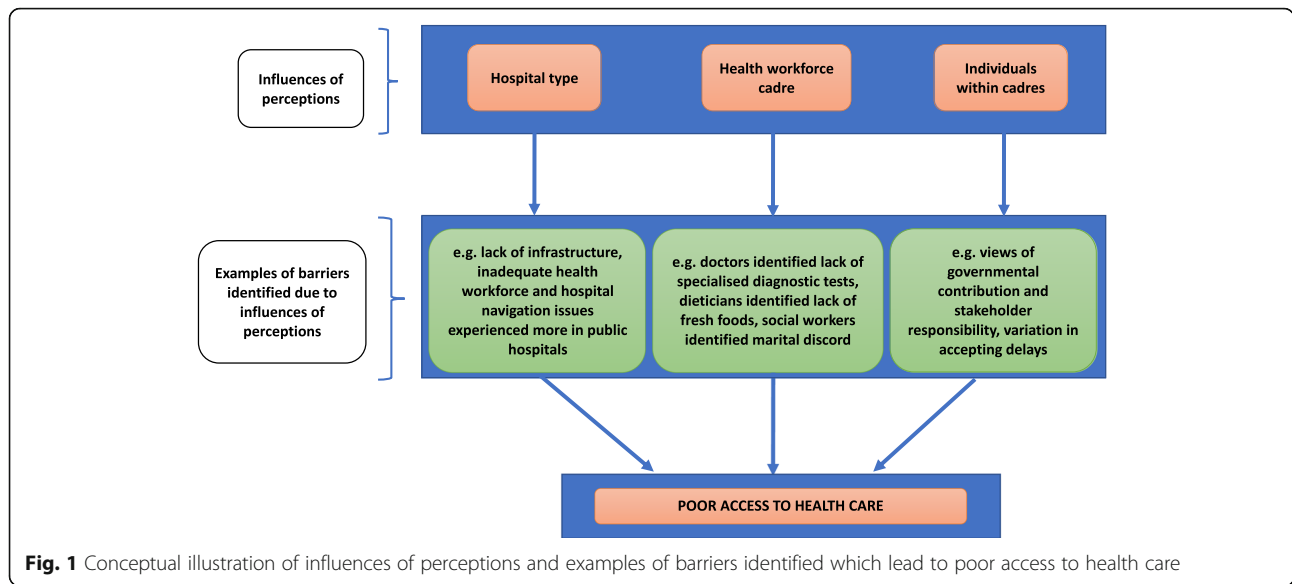 Influences of
perceptions
Hospital type
Health workforce
cadre
Individuals
within cadres
Examples of barriers
identified due to
influences of
perceptions
e.g. lack of infrastructure,
inadequate health
workforce and hospital
navigation issues
experienced more in public
hospitals
e.g. doctors identified lack of
specialised diagnostic tests,
dieticians identified lack of
fresh foods, social workers
identified marital discord
e.g. views of
governmental
contribution and
stakeholder
responsibility, variation in
accepting delays
POOR ACCESS TO HEALTH CARE
Fig. 1 Conceptual illustration of influences of perceptions and examples of barriers identified which lead to poor access to health care